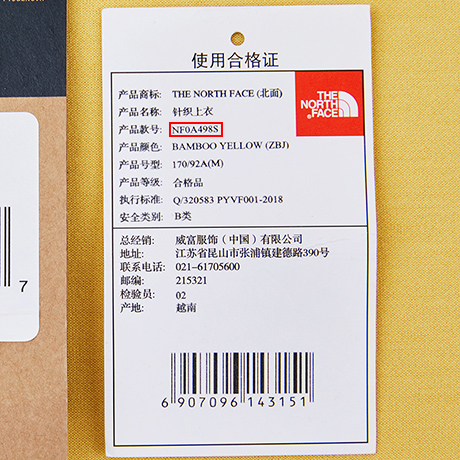 使用合格证
产品商标: THE NORTH FACE (北面)
THE
NORTH
FACE
产品名称: 针织上衣
产品款号: NF0A498S
产品颜色: BAMBOO YELLOW (ZBJ)
产品号型: 170/92A(M)
产品等级: 合格品
执行标准: Q/320583 PYVF001-2018
安全类别: B类
总经销: 威富服饰（中国）有限公司
地址: 江苏省昆山市张浦镇建德路390号
联系电话: 021-61705600
邮编: 215321
检验员: 02
产地: 越南
6 907096 143151
7